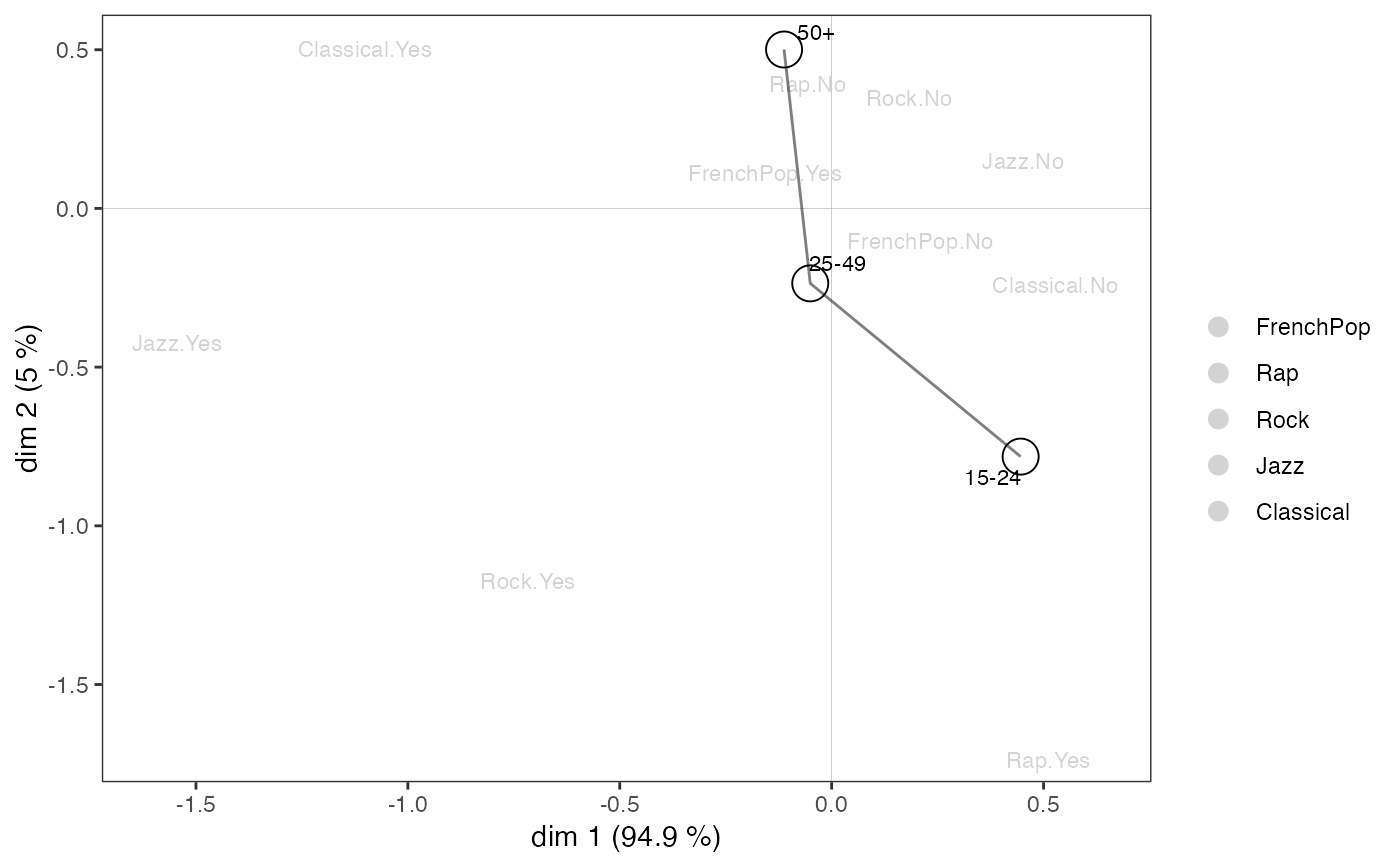 50+
0.5
Classical.Yes
Rap.No
Rock.No
Jazz.No
FrenchPop.Yes
0.0
FrenchPop.No
25-49
Classical.No
FrenchPop
Jazz.Yes
-0.5
Rap
Rock
dim 2 (5 %)
Jazz
15-24
Classical
-1.0
Rock.Yes
-1.5
Rap.Yes
-1.5 -1.0 -0.5 0.0 0.5
dim 1 (94.9 %)